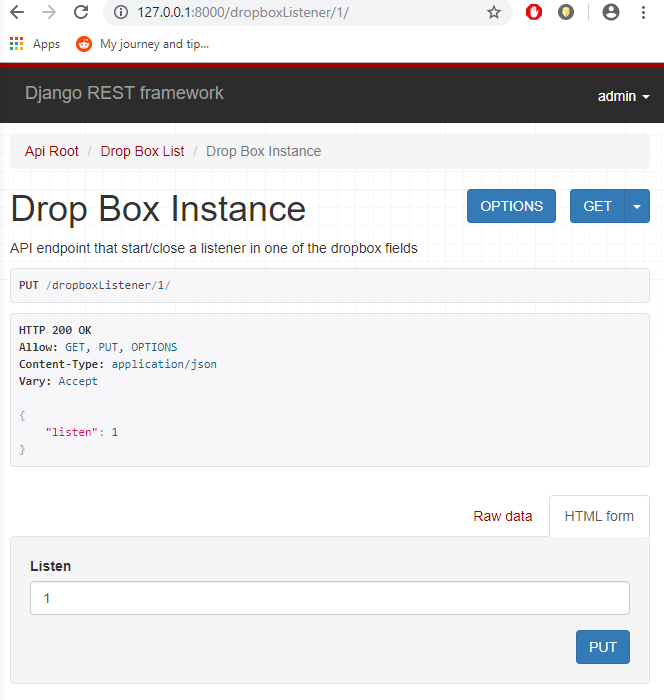 127.0.0.1:8000/dropboxListener/1/
Apps My journey and tip...
Django REST framework
admin
Api Root / Drop Box List / Drop Box Instance
Drop Box Instance
OPTIONS GET
API endpoint that start/close a listener in one of the dropbox fields
PUT /dropboxListener/1/
HTTP 200 OK
Allow: GET, PUT, OPTIONS
Content-Type: application/json
Vary: Accept
{
"listen": 1
}
Raw data HTML form
Listen
1
PUT